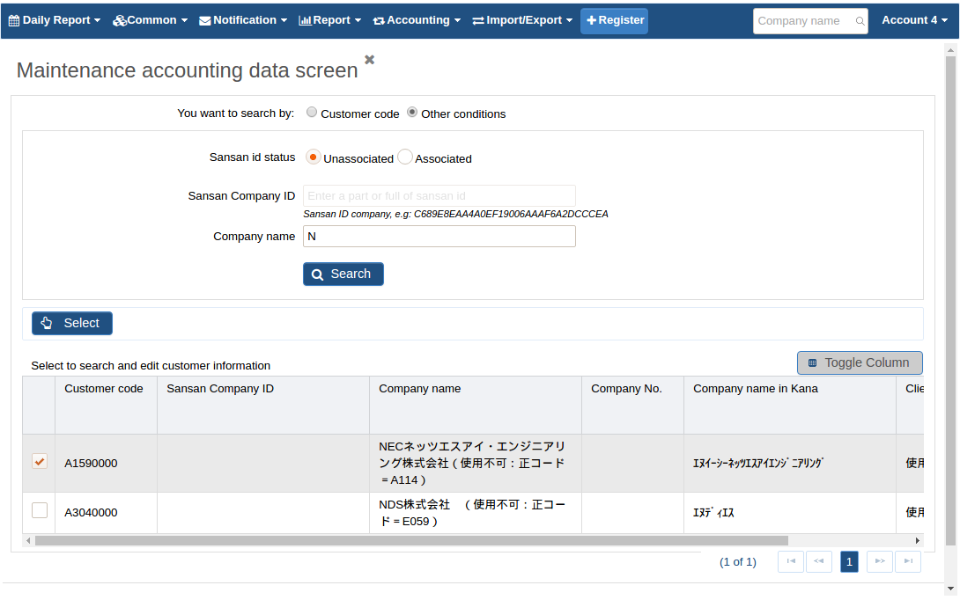 Daily Report Common Notification Report Accounting Import/Export Register Company name Account 4
Maintenance accounting data screen
You want to search by: Customer code Other conditions
Sansan id status Unassociated Associated
Sansan Company ID Enter a part or full of sansan id
Sansan ID company, e.g: C689E8EAA4A0EF19006AAAF6A2DCCCEA
Company name N
Search
Select
Select to search and edit customer information Toggle Column
Customer code Sansan Company ID Company name Company No. Company name in Kana Clie
NECネッツエスアイ・エンジニアリ
A1590000 ング株式会社(使用不可：正コード ｴﾇｲｰｼｰﾈｯﾂｴｽｱｲｴﾝｼﾞﾆｱﾘﾝｸﾞ 使用
=A114)
NDS株式会社　(使用不可：正コー
A3040000 ド=E059) ｴﾇﾃﾞｨｴｽ 使用
(1 of 1) 1